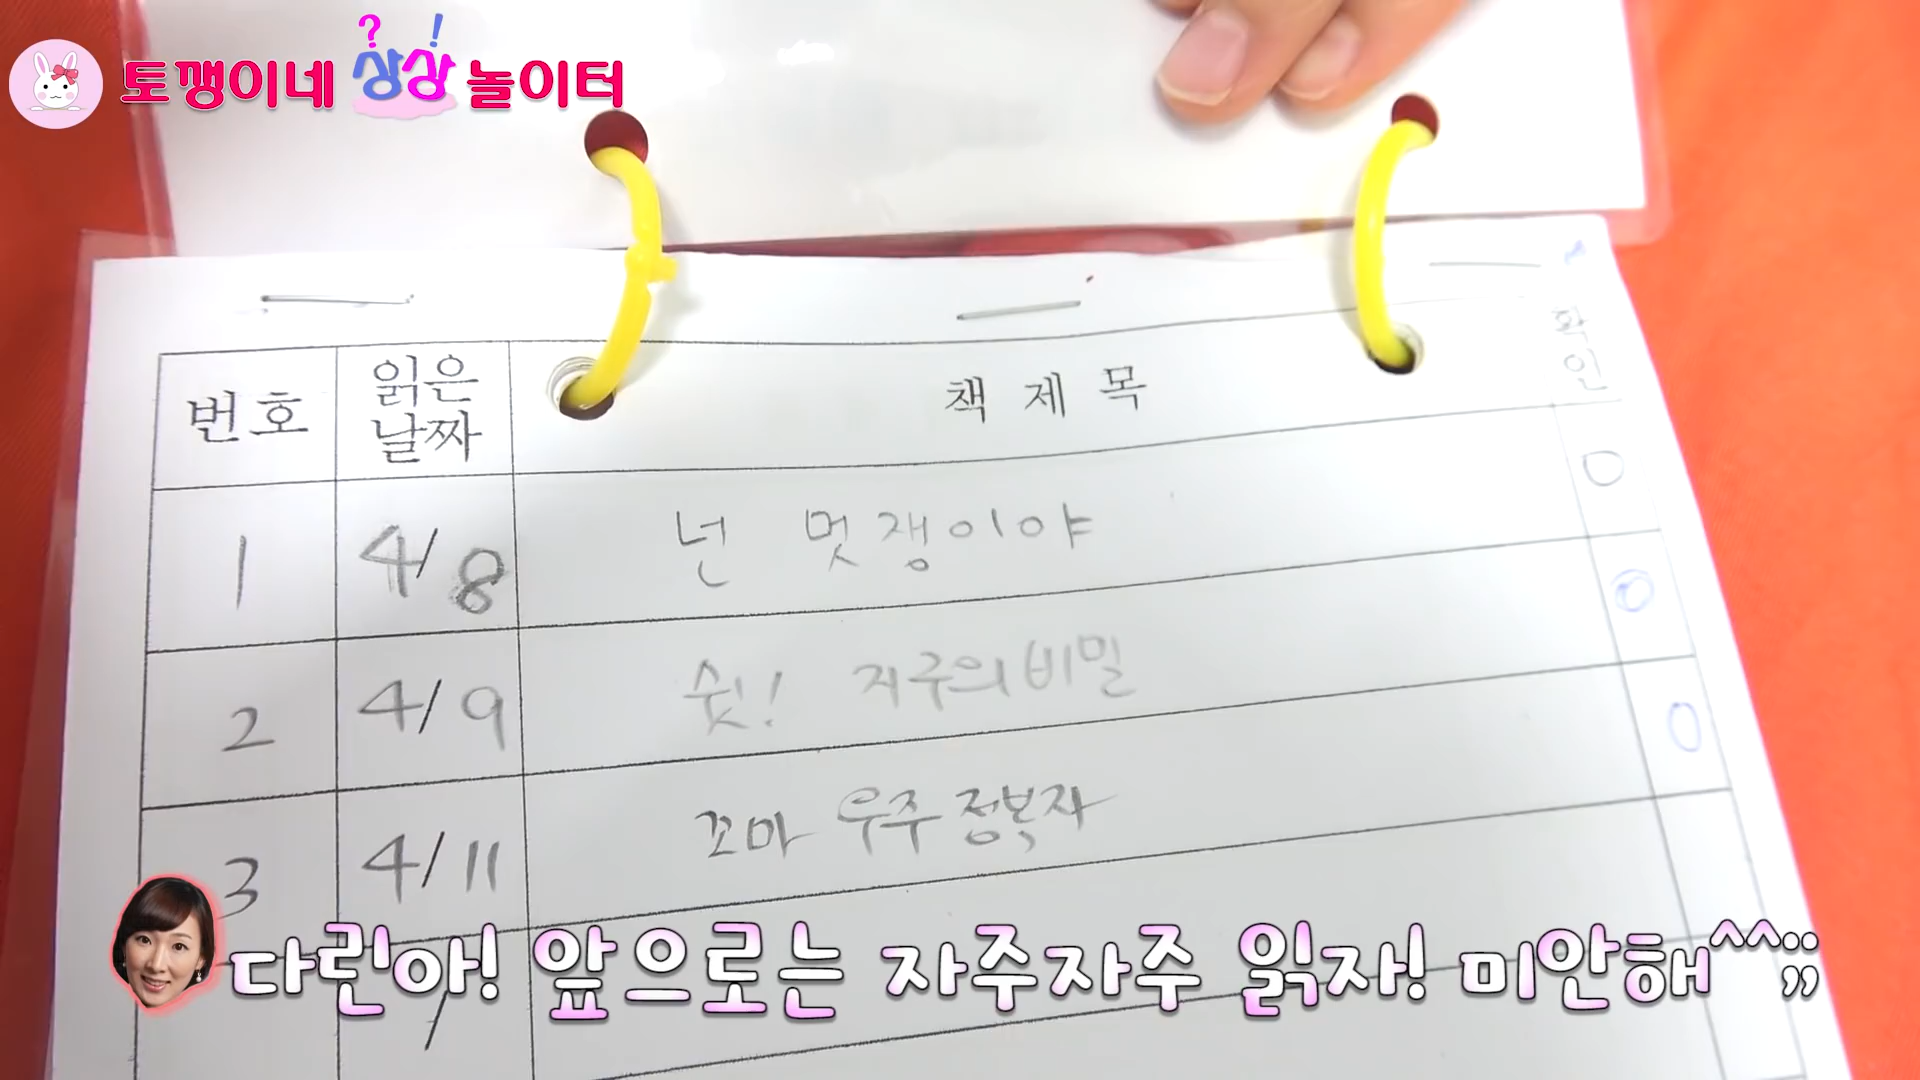 토깽이네 상상 놀이터
?!
번호 읽은 날짜 책 제목 확인
1 4/8 넌 멋쟁이야 O
2 4/9 쉿! 지구의 비밀 O
3 4/11 꼬마 우주 정복자 O
/
다린아! 앞으로는 자주자주 읽자! 미안해^^;;